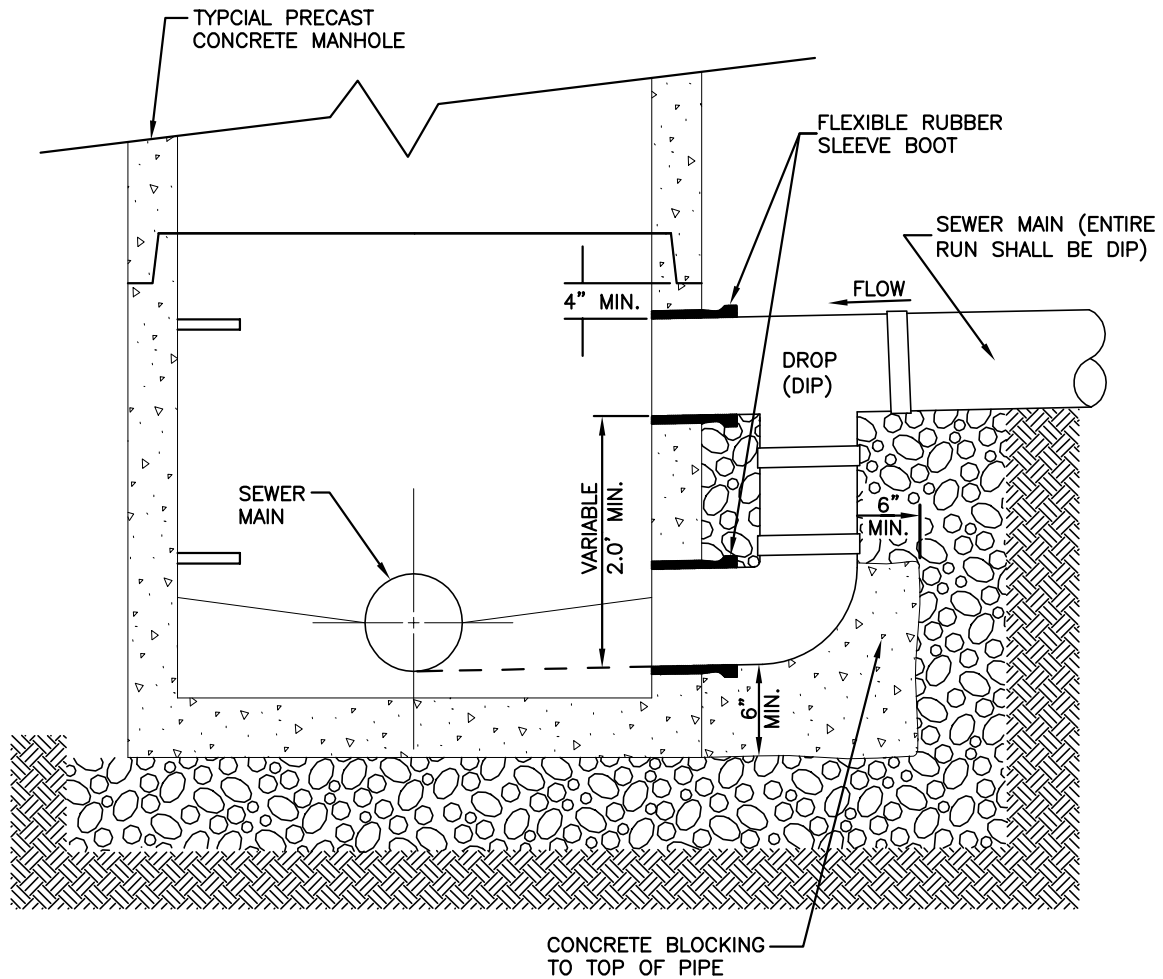 TYPCIAL PRECAST
CONCRETE MANHOLE
FLEXIBLE RUBBER
SLEEVE BOOT
SEWER MAIN (ENTIRE
RUN SHALL BE DIP)
FLOW
4” MIN.
DROP
(DIP)
SEWER
MAIN
VARIABLE
2.0' MIN.
6”
MIN.
6”
MIN.
CONCRETE BLOCKING
TO TOP OF PIPE